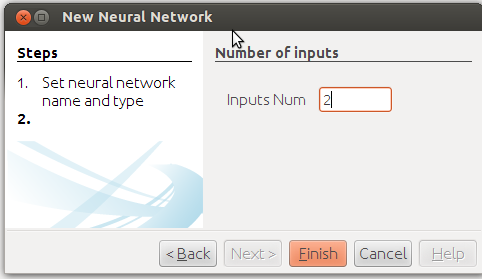 New Neural Network
Steps
1. Set neural network
name and type
2.
Number of inputs
Inputs Num 2
< Back Next > Finish Cancel Help